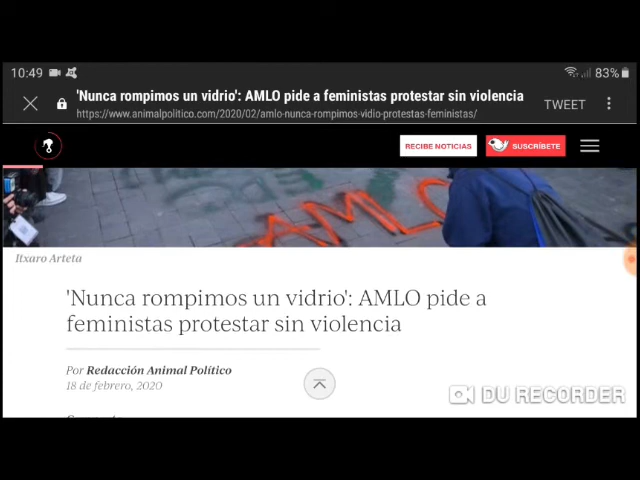 10:49
83%
'Nunca rompimos un vidrio': AMLO pide a feministas protestar sin violencia
https://www.animalpolitico.com/2020/02/amlo-nunca-rompimos-vidio-protestas-feministas/
TWEET
RECIBE NOTICIAS
SUSCRÍBETE
AMLO
Itxaro Arteta
'Nunca rompimos un vidrio': AMLO pide a
feministas protestar sin violencia
Por Redacción Animal Político
18 de febrero, 2020
DU RECORDER